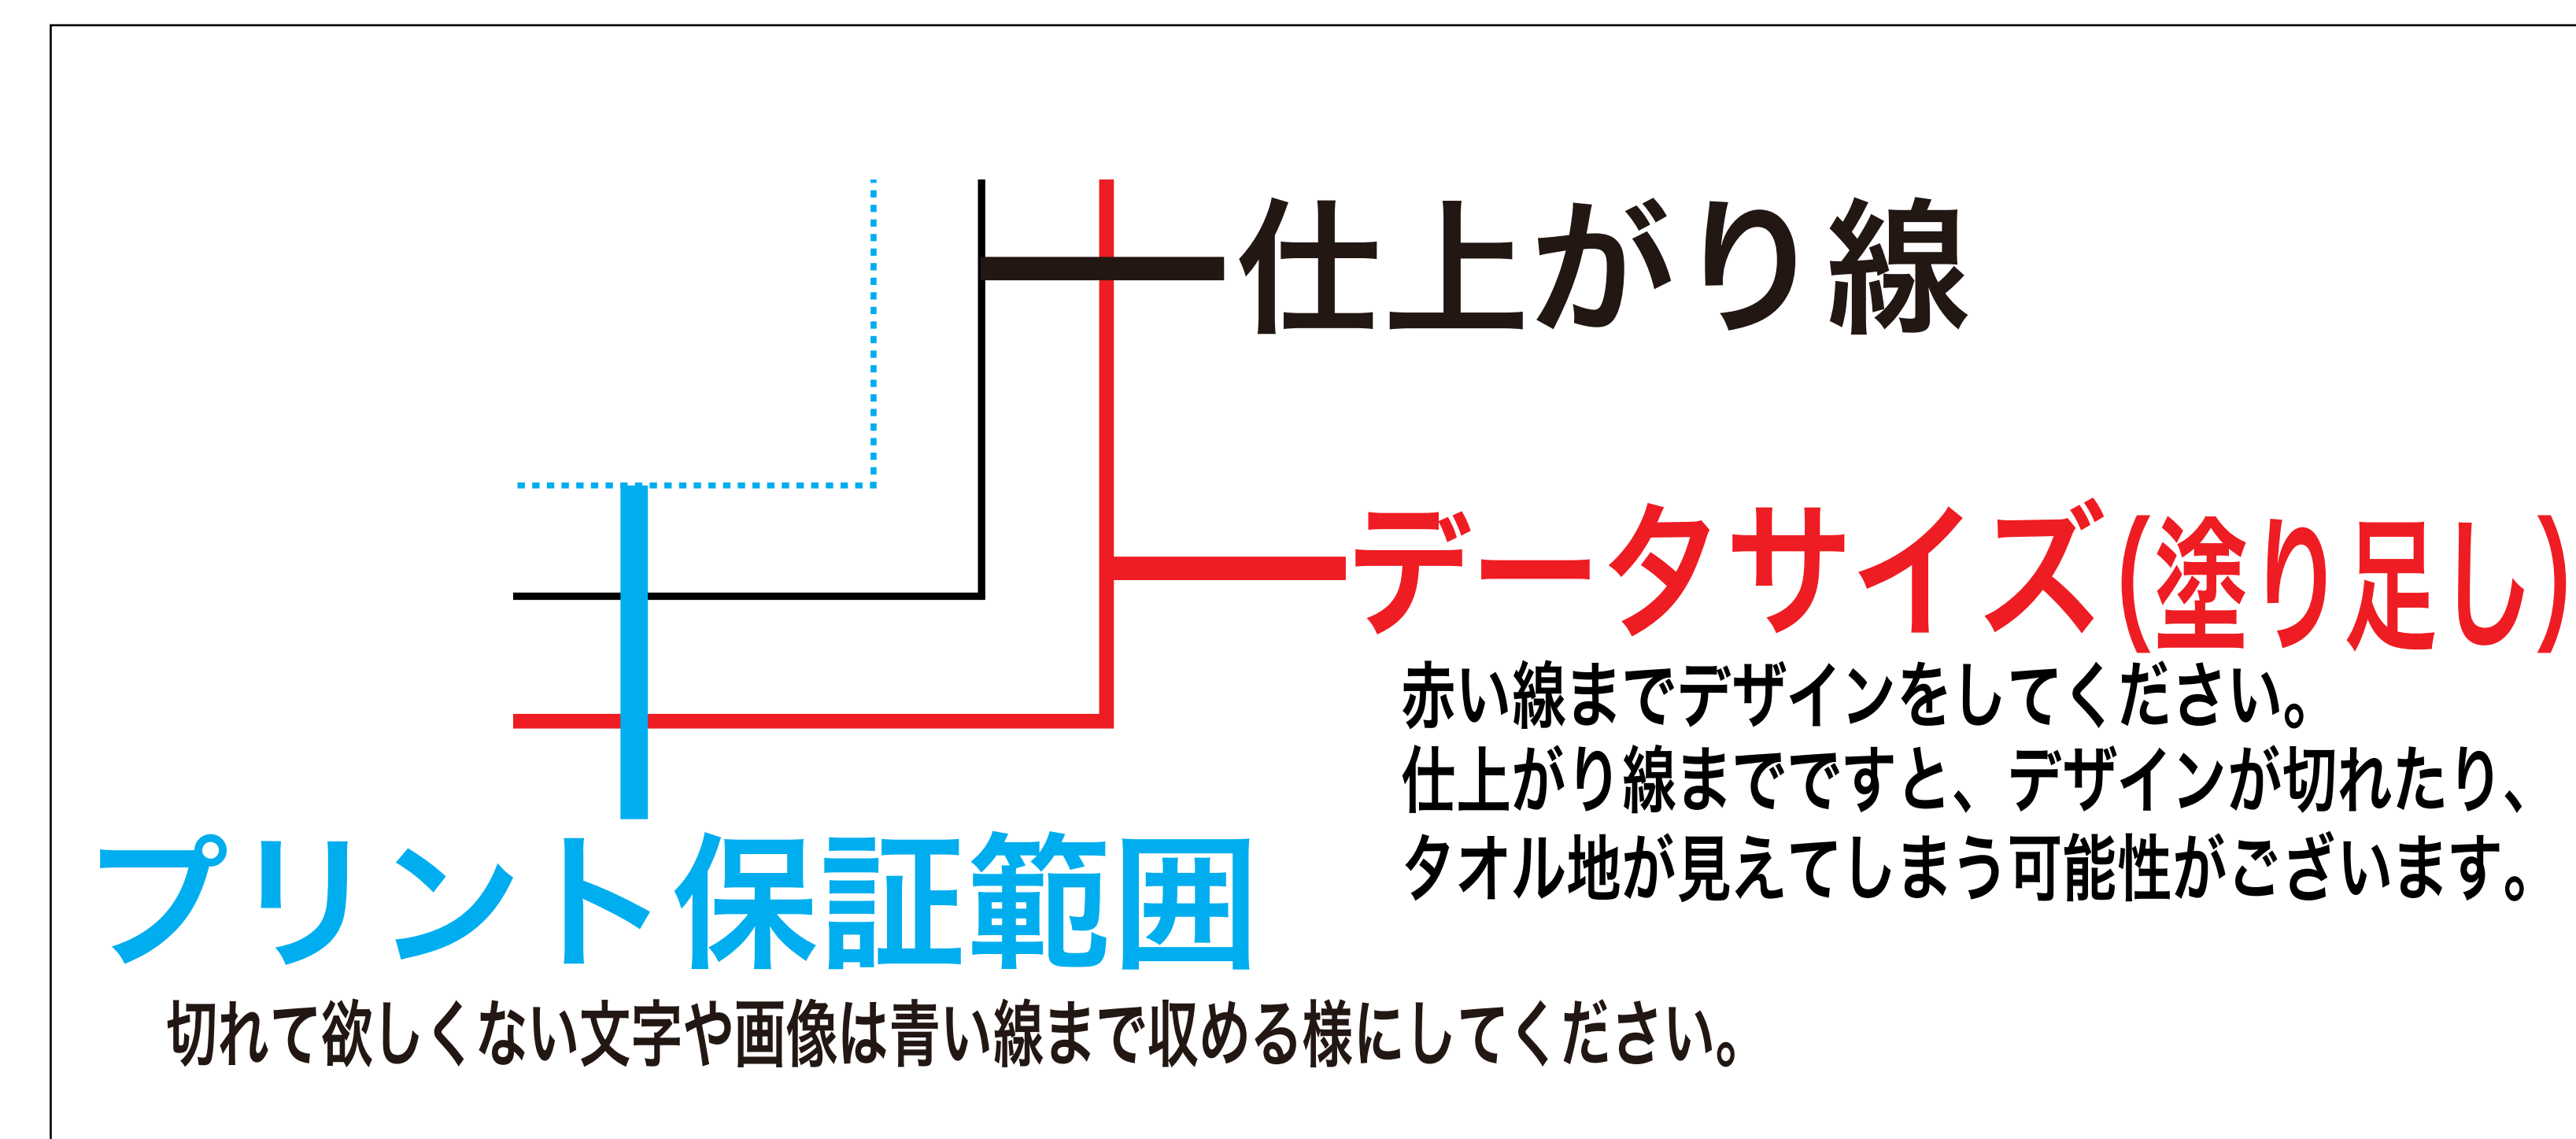 仕上がり線
データサイズ(塗り足し)
赤い線までデザインをしてください。
仕上がり線までですと、デザインが切れたり、
タオル地が見えてしまう可能性がございます。
プリント保証範囲
切れて欲しくない文字や画像は青い線まで収める様にしてください。